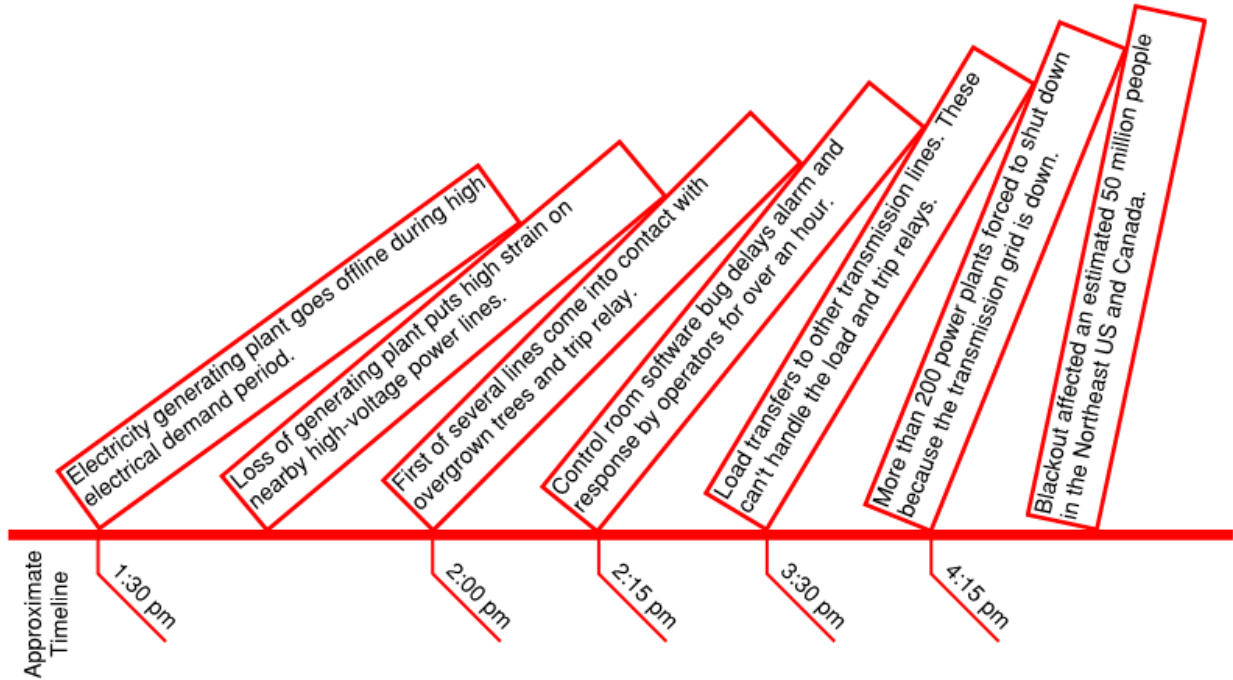 Electricity generating plant goes offline during high
electrical demand period.
Loss of generating plant puts high strain on
nearby high-voltage power lines.
First of several lines come into contact with
overgrown trees and trip relay.
Control room software bug delays alarm and
response by operators for over an hour.
Load transfers to other transmission lines. These
can't handle the load and trip relays.
More than 200 power plants forced to shut down
because the transmission grid is down.
Blackout affected an estimated 50 million people
in the Northeast US and Canada.
Approximate
Timeline
1:30 pm
2:00 pm
2:15 pm
3:30 pm
4:15 pm